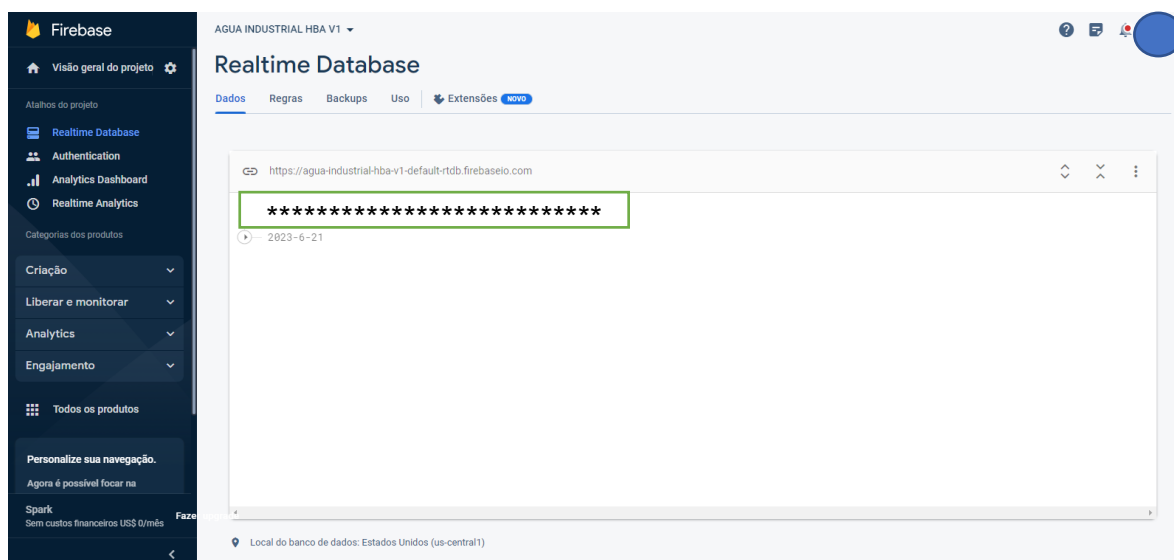 Firebase
Visão geral do projeto
Atalhos do projeto
Realtime Database
Authentication
Analytics Dashboard
Realtime Analytics
Categorias dos produtos
Criação
Liberar e monitorar
Analytics
Engajamento
Todos os produtos
Personalize sua navegação.
Agora é possível focar na
Spark
Sem custos financeiros US$ 0/mês
Faze
AGUA INDUSTRIAL HBA V1
Realtime Database
Dados Regras Backups Uso Extensões NOVO
https://agua-industrial-hba-v1-default-rtdb.firebaseio.com
***************************
2023-6-21
Local do banco de dados: Estados Unidos (us-central1)